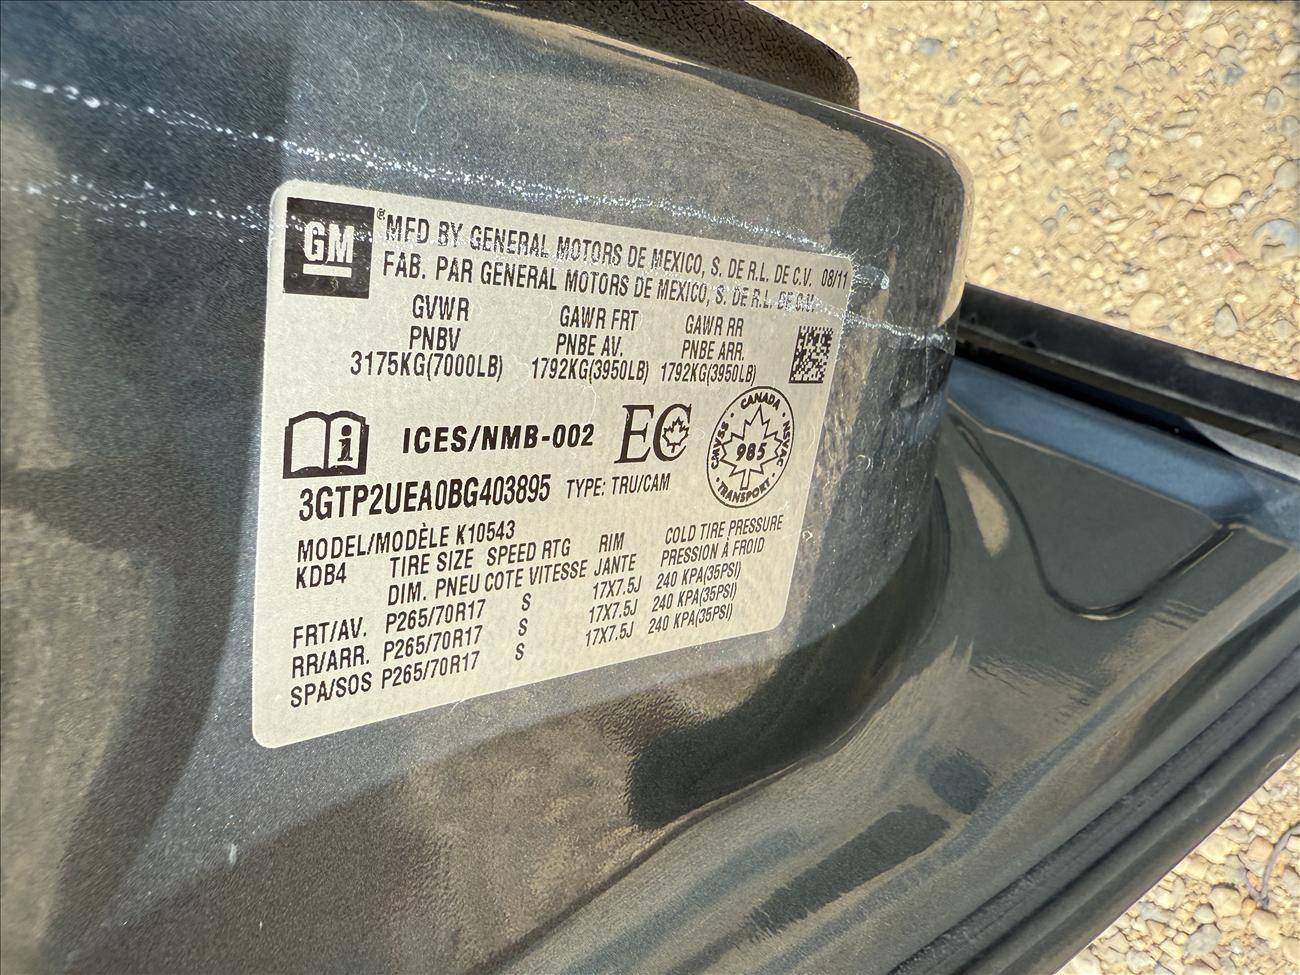 GM ® MFD BY GENERAL MOTORS DE MEXICO, S. DE R.L. DE C.V. 08/11
FAB. PAR GENERAL MOTORS DE MEXICO, S. DE R.L. DE C.V.
GVWR GAWR FRT GAWR RR
PNBV PNBE AV. PNBE ARR.
3175KG(7000LB) 1792KG(3950LB) 1792KG(3950LB)
i ICES/NMB-002 EC CANADA NSVAC TRANSPORT CMVSS 985
3GTP2UEA0BG403895 TYPE: TRU/CAM
MODEL/MODÈLE K10543
KDB4 TIRE SIZE SPEED RTG RIM COLD TIRE PRESSURE
DIM. PNEU COTE VITESSE JANTE PRESSION À FROID
FRT/AV. P265/70R17 S 17X7.5J 240 KPA(35PSI)
RR/ARR. P265/70R17 S 17X7.5J 240 KPA(35PSI)
SPA/SOS P265/70R17 S 17X7.5J 240 KPA(35PSI)